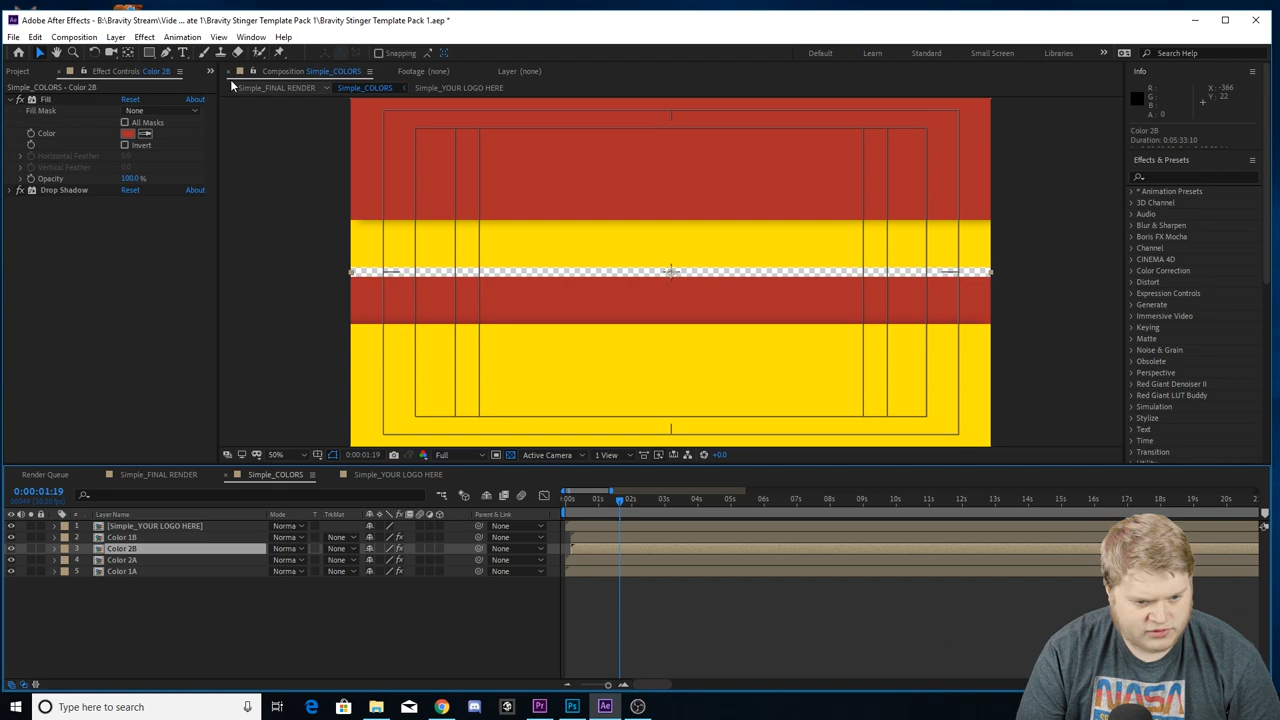 Adobe After Effects - B:\Bravity Stream\Vide ... ate 1\Bravity Stinger Template Pack 1\Bravity Stinger Template Pack 1.aep *
File Edit Composition Layer Effect Animation View Window Help
Snapping Default Learn Standard Small Screen Libraries Search Help
Project Effect Controls Color 2B Composition Simple_COLORS Footage (none) Layer (none) Info
Simple_COLORS • Color 2B Simple_FINAL RENDER Simple_COLORS Simple_YOUR LOGO HERE
Fill Reset About
Fill Mask None
All Masks
Color
Invert
Horizontal Feather 0.0
Vertical Feather 0.0
Opacity 100.0 %
Drop Shadow Reset About
R : X : -366
G : Y : 22
B :
A : 0
Color 2B
Duration: 0:05:33:10
Effects & Presets
* Animation Presets
3D Channel
Audio
Blur & Sharpen
Boris FX Mocha
Channel
CINEMA 4D
Color Correction
Distort
Expression Controls
Generate
Immersive Video
Keying
Matte
Noise & Grain
Obsolete
Perspective
Red Giant Denoiser II
Red Giant LUT Buddy
Simulation
Stylize
Text
Time
Transition
50% 0:00:01:19 Full Active Camera 1 View +0.0
Render Queue Simple_FINAL RENDER Simple_COLORS Simple_YOUR LOGO HERE
0:00:01:19
# Layer Name Mode T .TrkMat Parent & Link
:00s 01s 02s 03s 04s 05s 06s 07s 08s 09s 10s 11s 12s 13s 14s 15s 16s 17s 18s 19s 20s
1 [Simple_YOUR LOGO HERE] Norma None
2 Color 1B Norma None None
3 Color 2B Norma None None
4 Color 2A Norma None None
5 Color 1A Norma None None
NASA
Type here to search